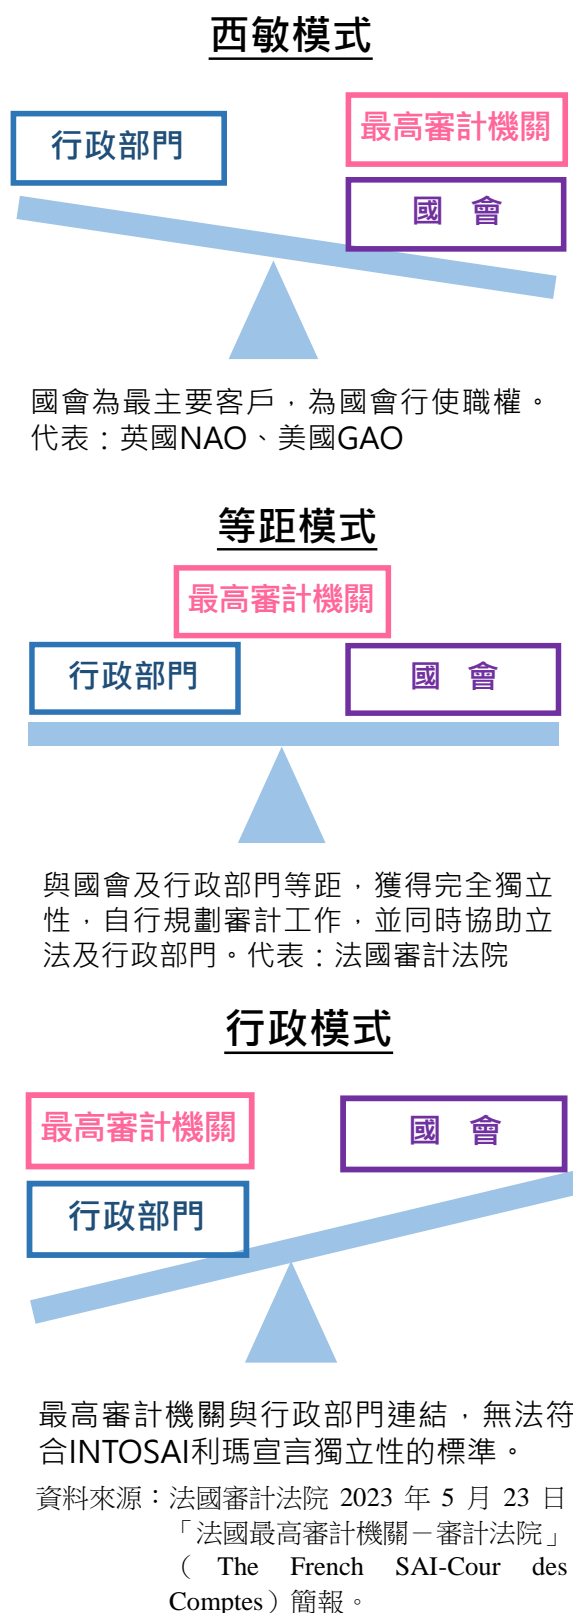 西敏模式
行政部門
最高審計機關
國 會
國會為最主要客戶，為國會行使職權。
代表：英國NAO、美國GAO
等距模式
最高審計機關
行政部門
國 會
與國會及行政部門等距，獲得完全獨立
性，自行規劃審計工作，並同時協助立
法及行政部門。代表：法國審計法院
行政模式
最高審計機關
國 會
行政部門
最高審計機關與行政部門連結，無法符
合INTOSAI利瑪宣言獨立性的標準。
資料來源：法國審計法院 2023 年 5 月 23 日
「法國最高審計機關－審計法院」
（ The French SAI-Cour des
Comptes）簡報。